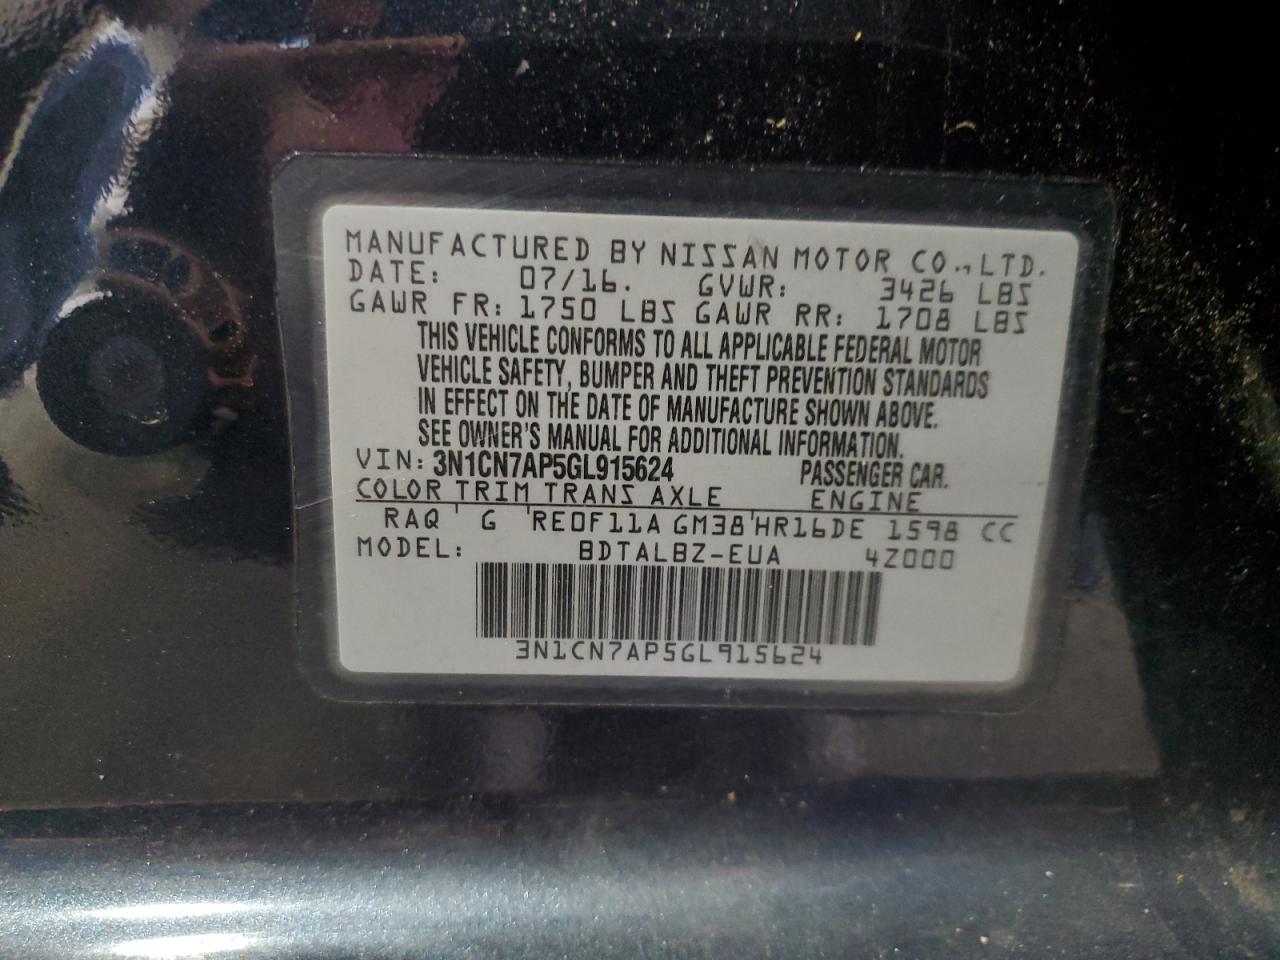 MANUFACTURED BY NISSAN MOTOR CO.,LTD.
DATE: 07/16. GVWR: 3426 LBS
GAWR FR: 1750 LBS GAWR RR: 1708 LBS
THIS VEHICLE CONFORMS TO ALL APPLICABLE FEDERAL MOTOR
VEHICLE SAFETY, BUMPER AND THEFT PREVENTION STANDARDS
IN EFFECT ON THE DATE OF MANUFACTURE SHOWN ABOVE.
SEE OWNER'S MANUAL FOR ADDITIONAL INFORMATION.
VIN: 3N1CN7AP5GL915624 PASSENGER CAR.
COLOR TRIM TRANS AXLE ENGINE
RAQ ' G 'RE0F11A GM38'HR16DE 1598 CC
MODEL: BDTALBZ-EUA 4Z000
3N1CN7AP5GL915624